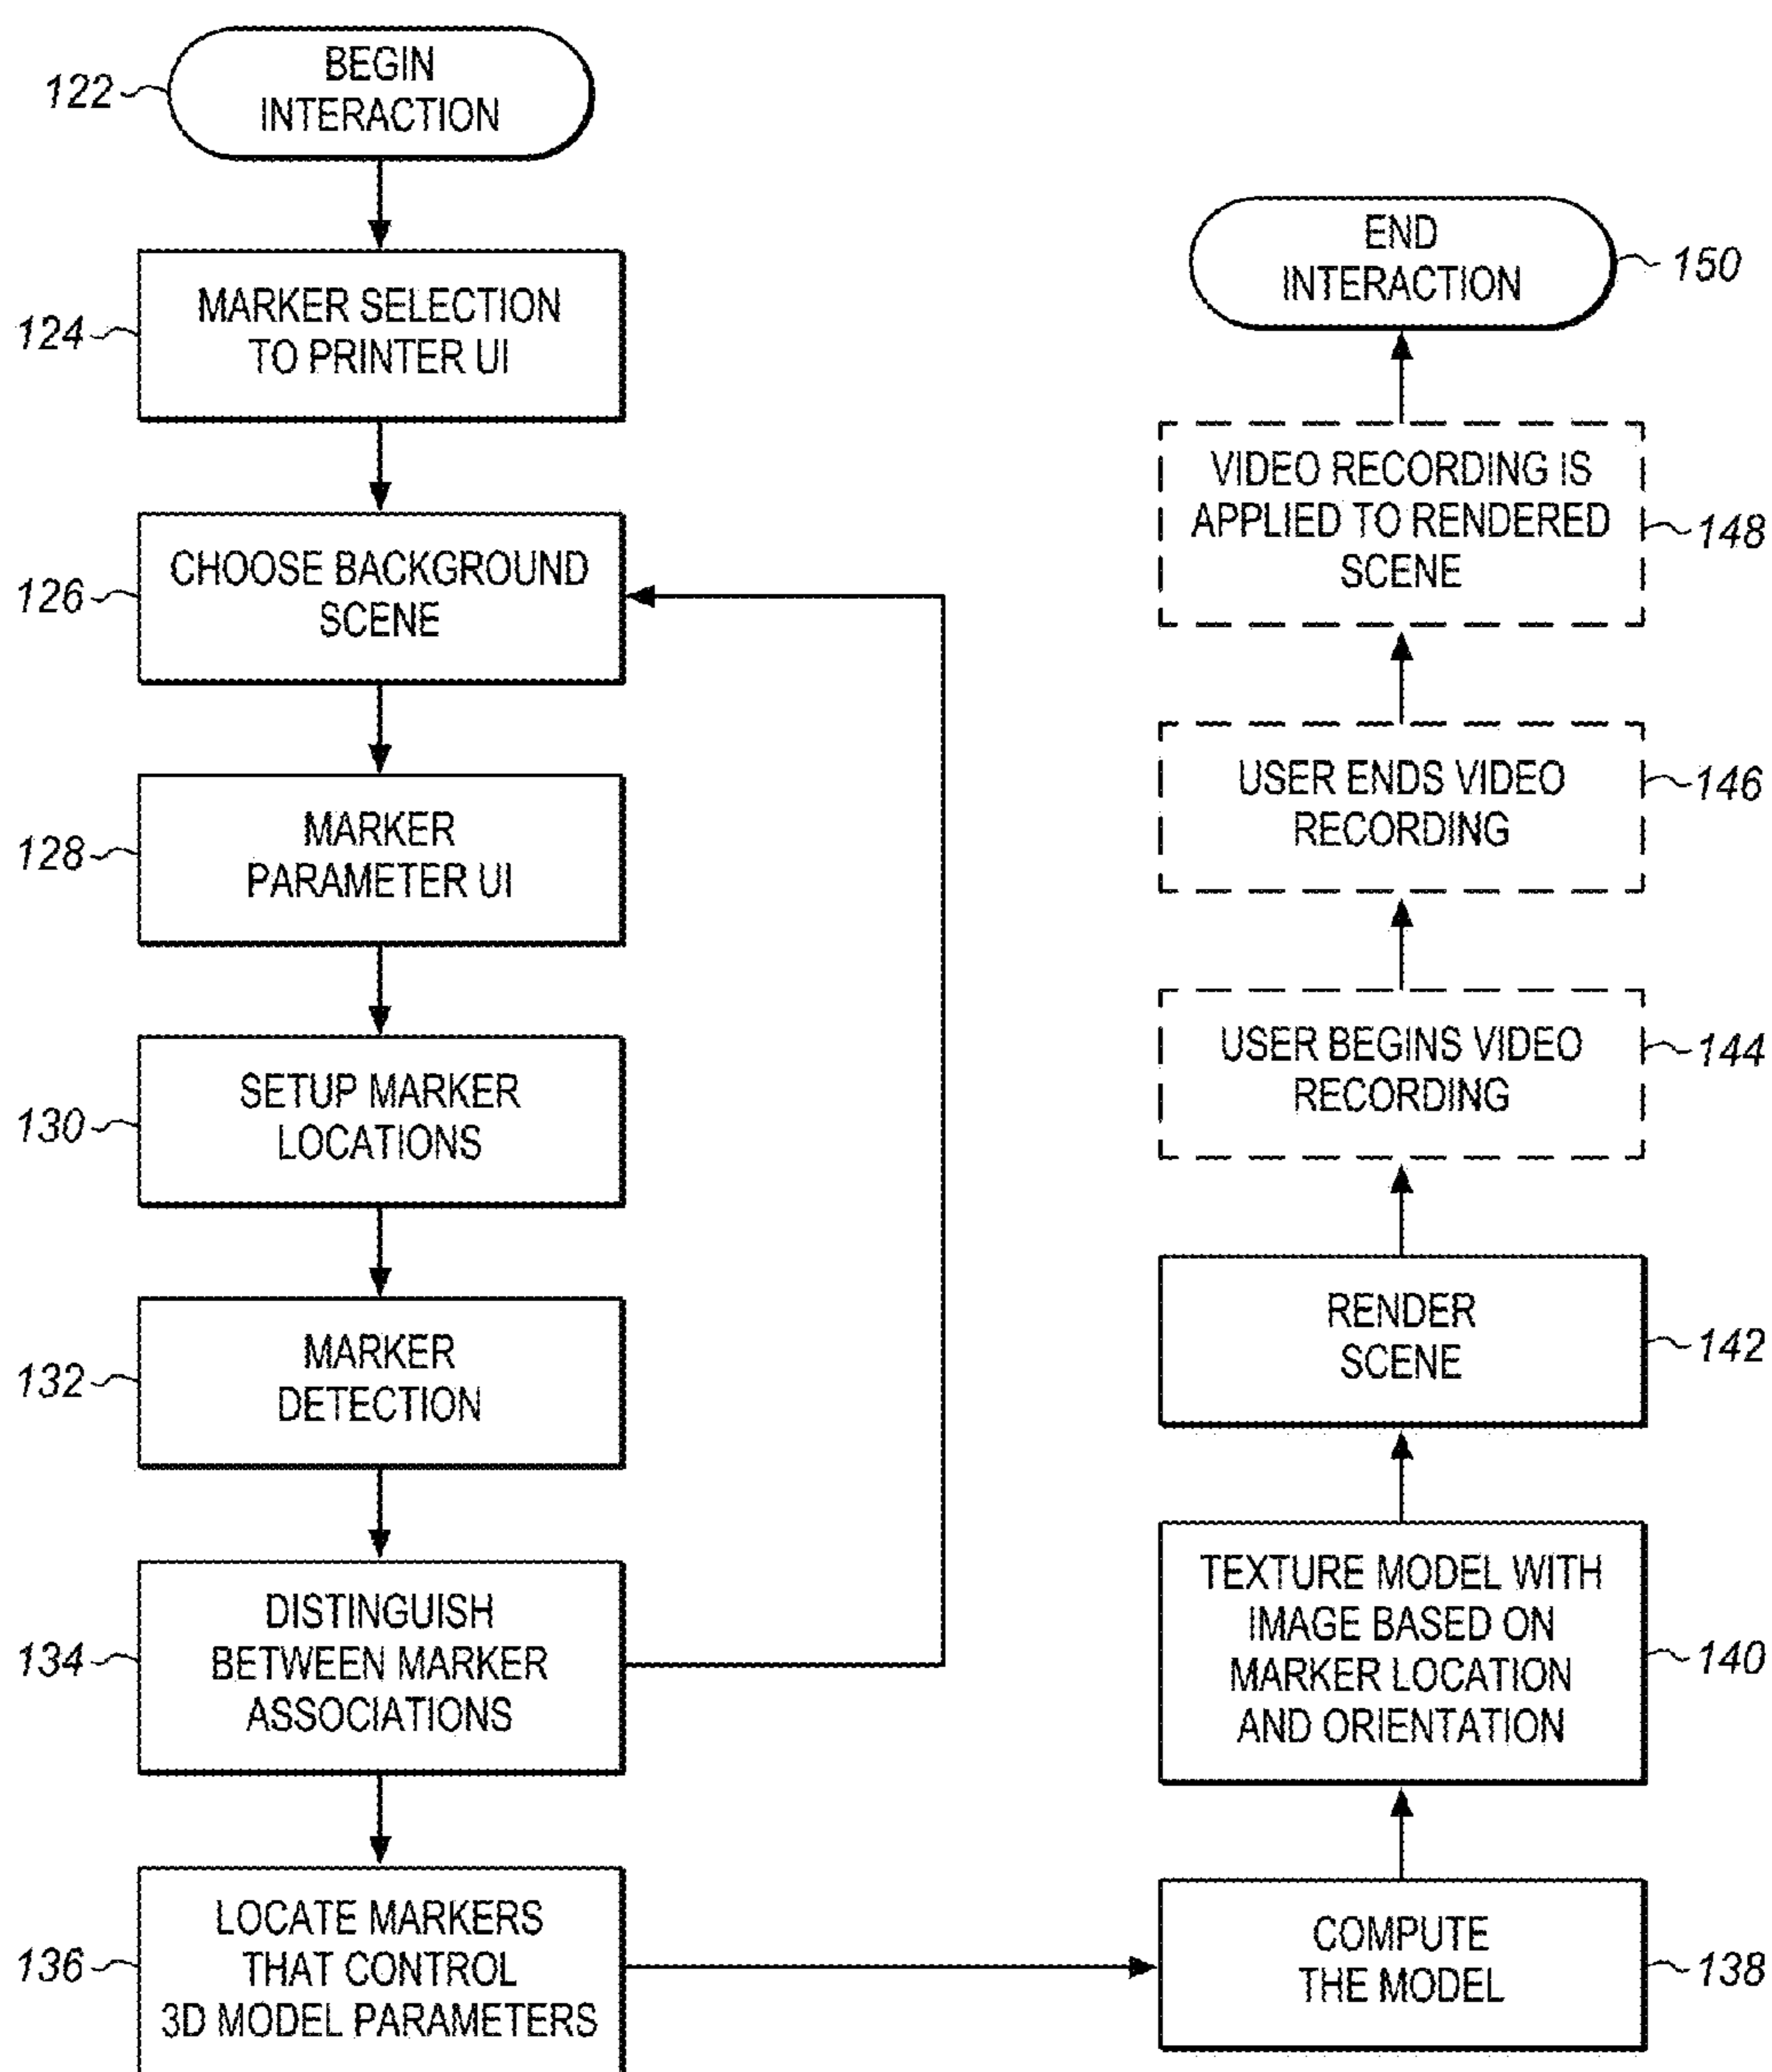 BEGIN
INTERACTION
122
MARKER SELECTION
TO PRINTER UI
124
CHOOSE BACKGROUND
SCENE
126
MARKER
PARAMETER UI
128
SETUP MARKER
LOCATIONS
130
MARKER
DETECTION
132
DISTINGUISH
BETWEEN MARKER
ASSOCIATIONS
134
LOCATE MARKERS
THAT CONTROL
3D MODEL PARAMETERS
136
COMPUTE
THE MODEL
138
TEXTURE MODEL WITH
IMAGE BASED ON
MARKER LOCATION
AND ORIENTATION
140
RENDER
SCENE
142
USER BEGINS VIDEO
RECORDING
144
USER ENDS VIDEO
RECORDING
146
VIDEO RECORDING IS
APPLIED TO RENDERED
SCENE
148
END
INTERACTION
150